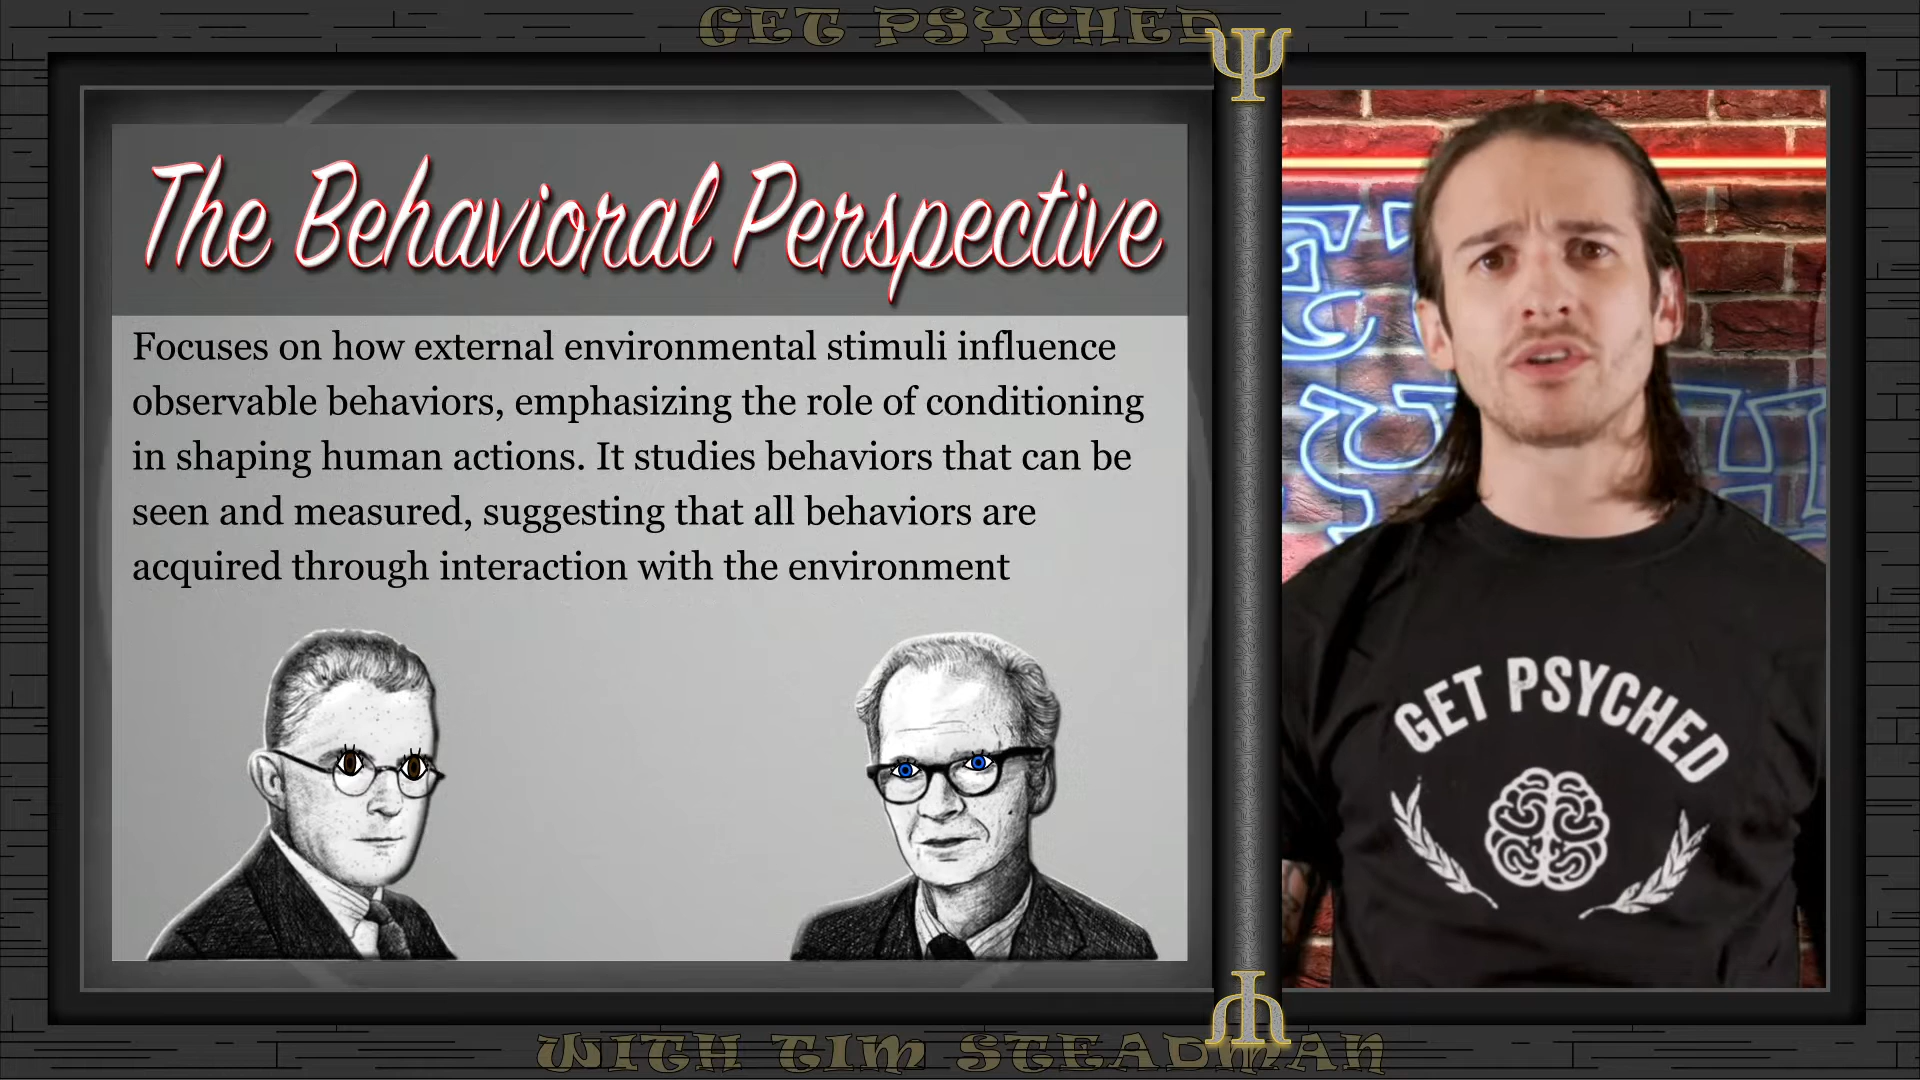 GET PSYCHED
The Behavioral Perspective
Focuses on how external environmental stimuli influence
observable behaviors, emphasizing the role of conditioning
in shaping human actions. It studies behaviors that can be
seen and measured, suggesting that all behaviors are
acquired through interaction with the environment
GET PSYCHED
WITH TIM STEADMAN